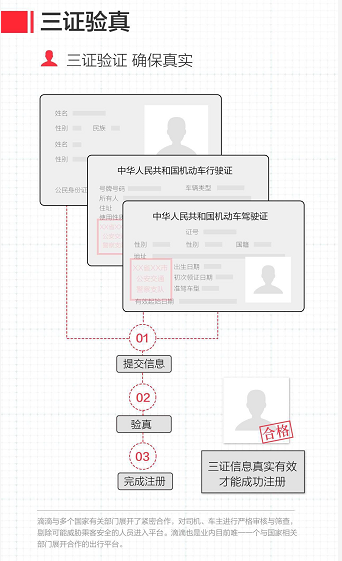 三证验真
三证验证 确保真实
姓名
性别 民族
姓名
性别
公民身份证
中华人民共和国机动车行驶证
号牌号码 车辆类型
所有人
住址
使用性质
中华人民共和国机动车驾驶证
证号
性别 性别 国籍
地址
出生日期
初次领证日期
准驾车型
有效起始日期
01
提交信息
02
验真
03
完成注册
合格
三证信息真实有效
才能成功注册
滴滴与多个国家有关部门展开了紧密合作，对司机、车主进行严格审核与筛查，
剔除可能威胁乘客安全的人员进入平台。滴滴也是业内目前唯一一个与国家相关
部门展开合作的出行平台。